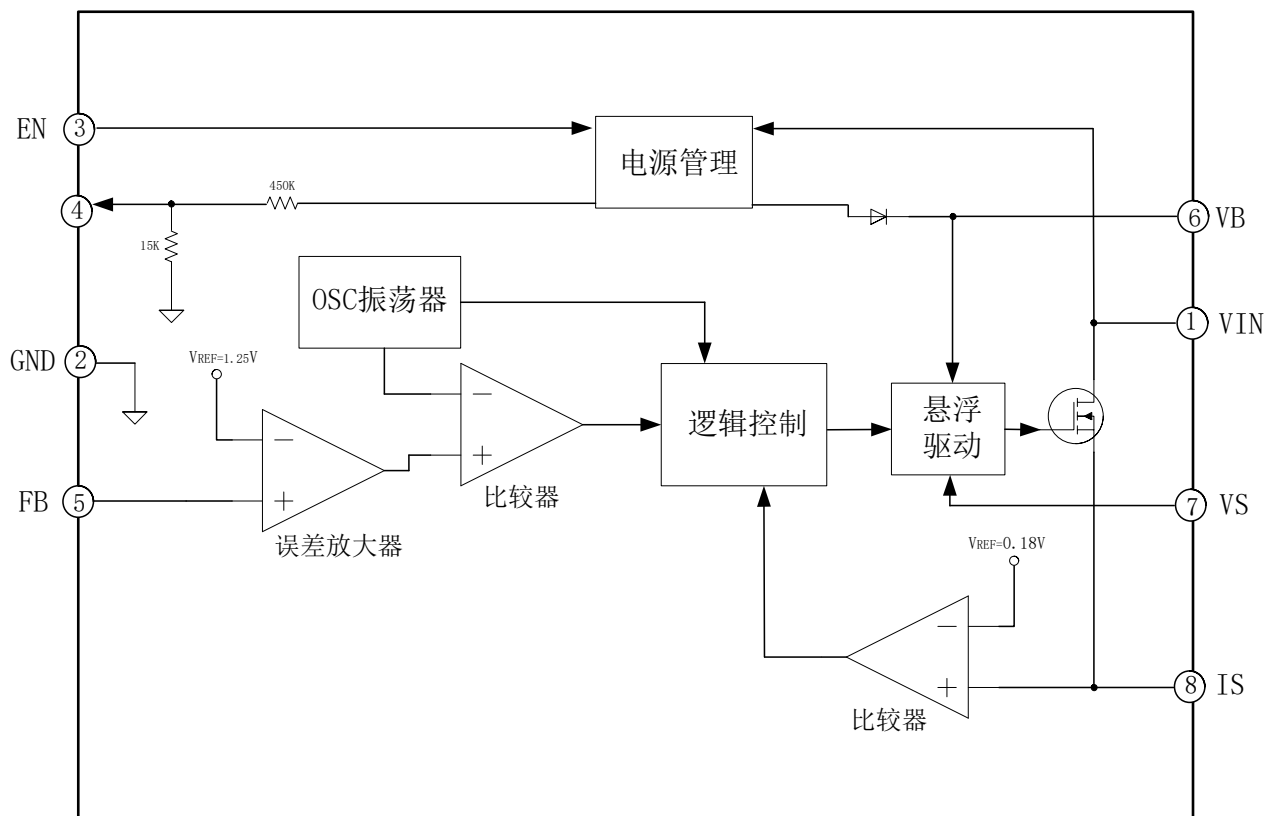 EN ③
电源管理
④
450K
15K
⑥ VB
OSC振荡器
① VIN
GND ②
VREF=1.25V
−
−
+
逻辑控制
悬浮
驱动
比较器
FB ⑤
+
误差放大器
⑦ VS
VREF=0.18V
−
+
⑧ IS
比较器